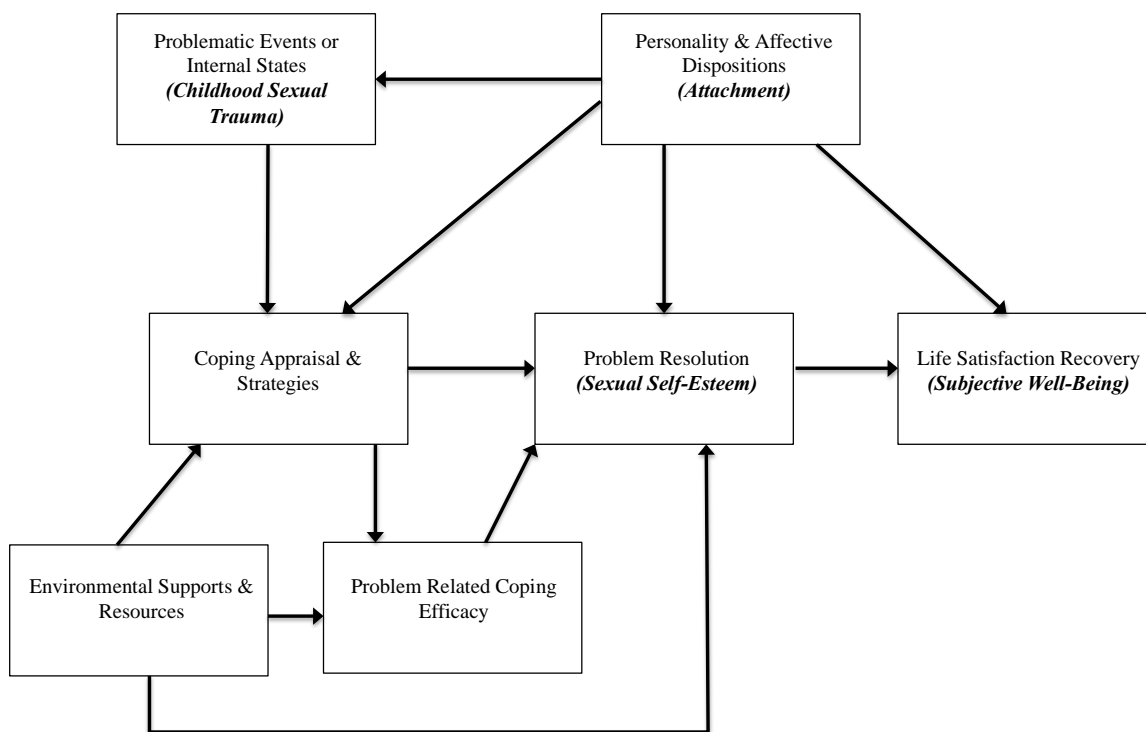 Problematic Events or
Internal States
(Childhood Sexual
Trauma)
Personality & Affective
Dispositions
(Attachment)
Coping Appraisal &
Strategies
Problem Resolution
(Sexual Self-Esteem)
Life Satisfaction Recovery
(Subjective Well-Being)
Environmental Supports &
Resources
Problem Related Coping
Efficacy